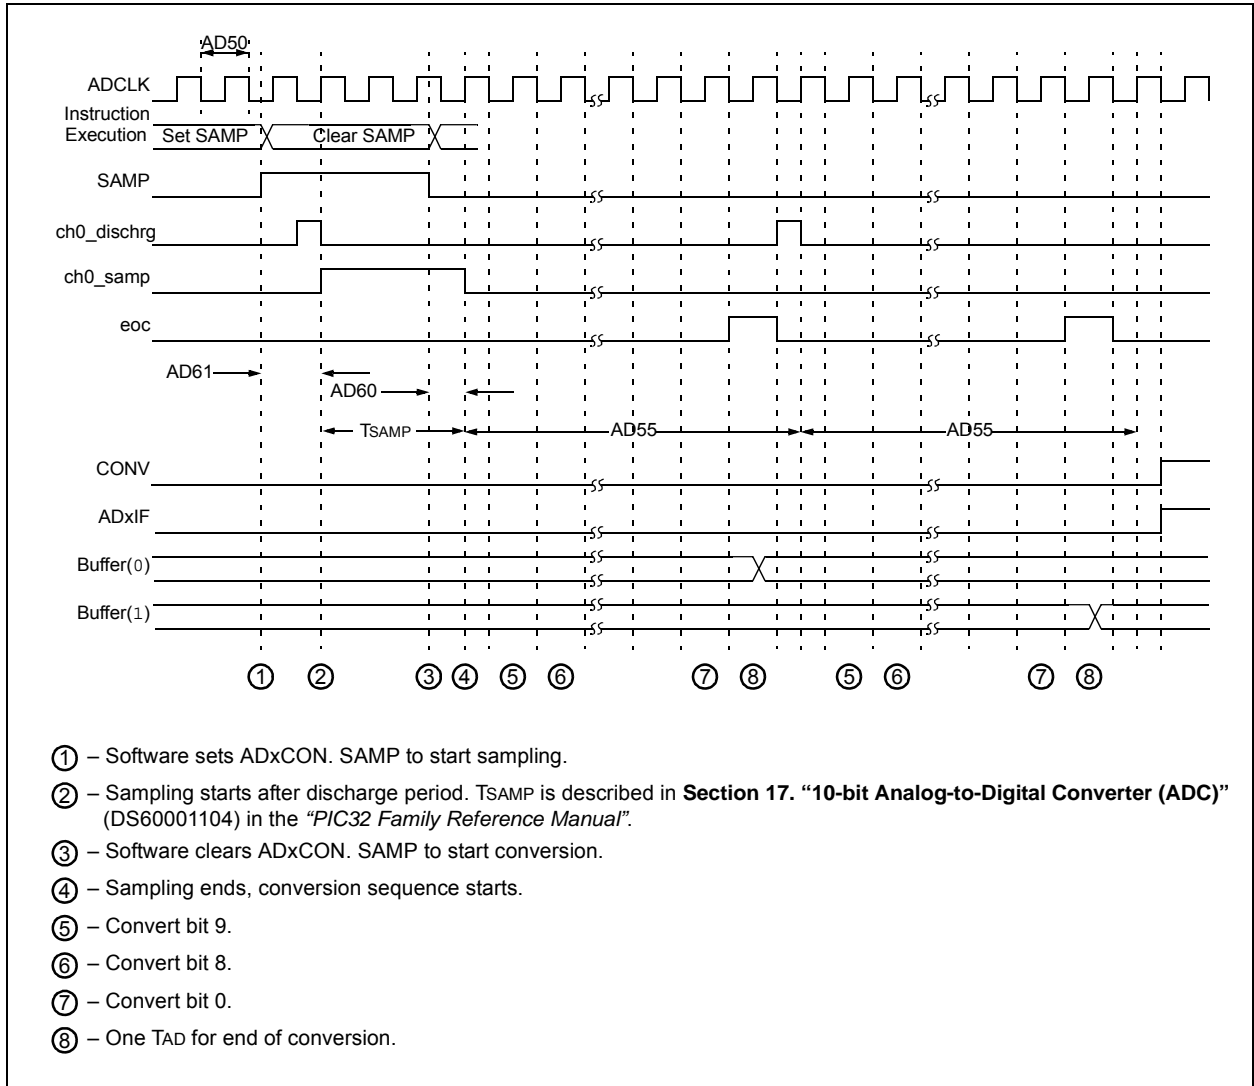 AD50
ADCLK
Instruction
Execution
Set SAMP
Clear SAMP
SAMP
ch0_dischrg
ch0_samp
eoc
AD61
AD60
TSAMP
AD55
AD55
CONV
ADxIF
Buffer(0)
Buffer(1)
1 2 3 4 5 6 7 8 5 6 7 8
1 – Software sets ADxCON. SAMP to start sampling.
2 – Sampling starts after discharge period. TSAMP is described in Section 17. “10-bit Analog-to-Digital Converter (ADC)”
(DS60001104) in the “PIC32 Family Reference Manual”.
3 – Software clears ADxCON. SAMP to start conversion.
4 – Sampling ends, conversion sequence starts.
5 – Convert bit 9.
6 – Convert bit 8.
7 – Convert bit 0.
8 – One TAD for end of conversion.